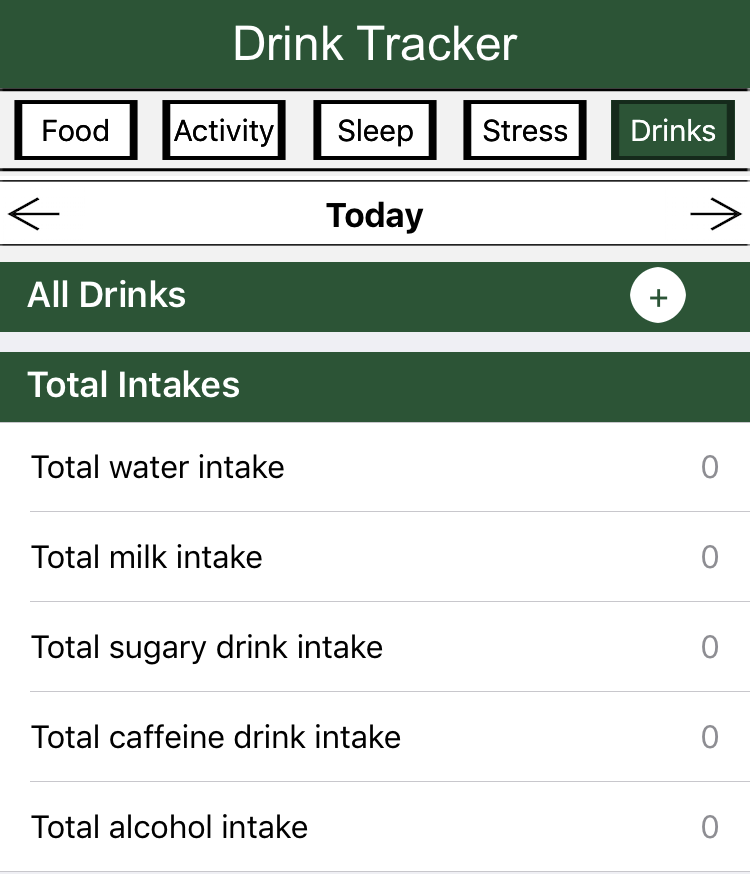 Drink Tracker
Food Activity Sleep Stress Drinks
Today
All Drinks +
Total Intakes
Total water intake 0
Total milk intake 0
Total sugary drink intake 0
Total caffeine drink intake 0
Total alcohol intake 0